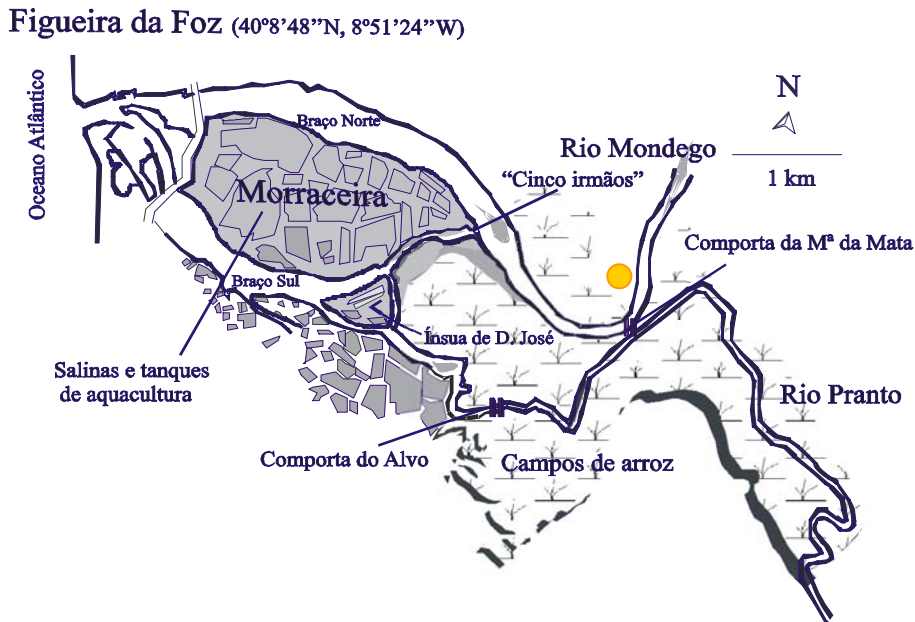 Figueira da Foz (40º8’48”N, 8º51’24”W)
Oceano Atlântico
Braço Norte
N
Rio Mondego
“Cinco irmãos”
1 km
Morraceira
Comporta da Mª da Mata
Braço Sul
Ínsua de D. José
Salinas e tanques
de aquacultura
Rio Pranto
Comporta do Alvo
Campos de arroz